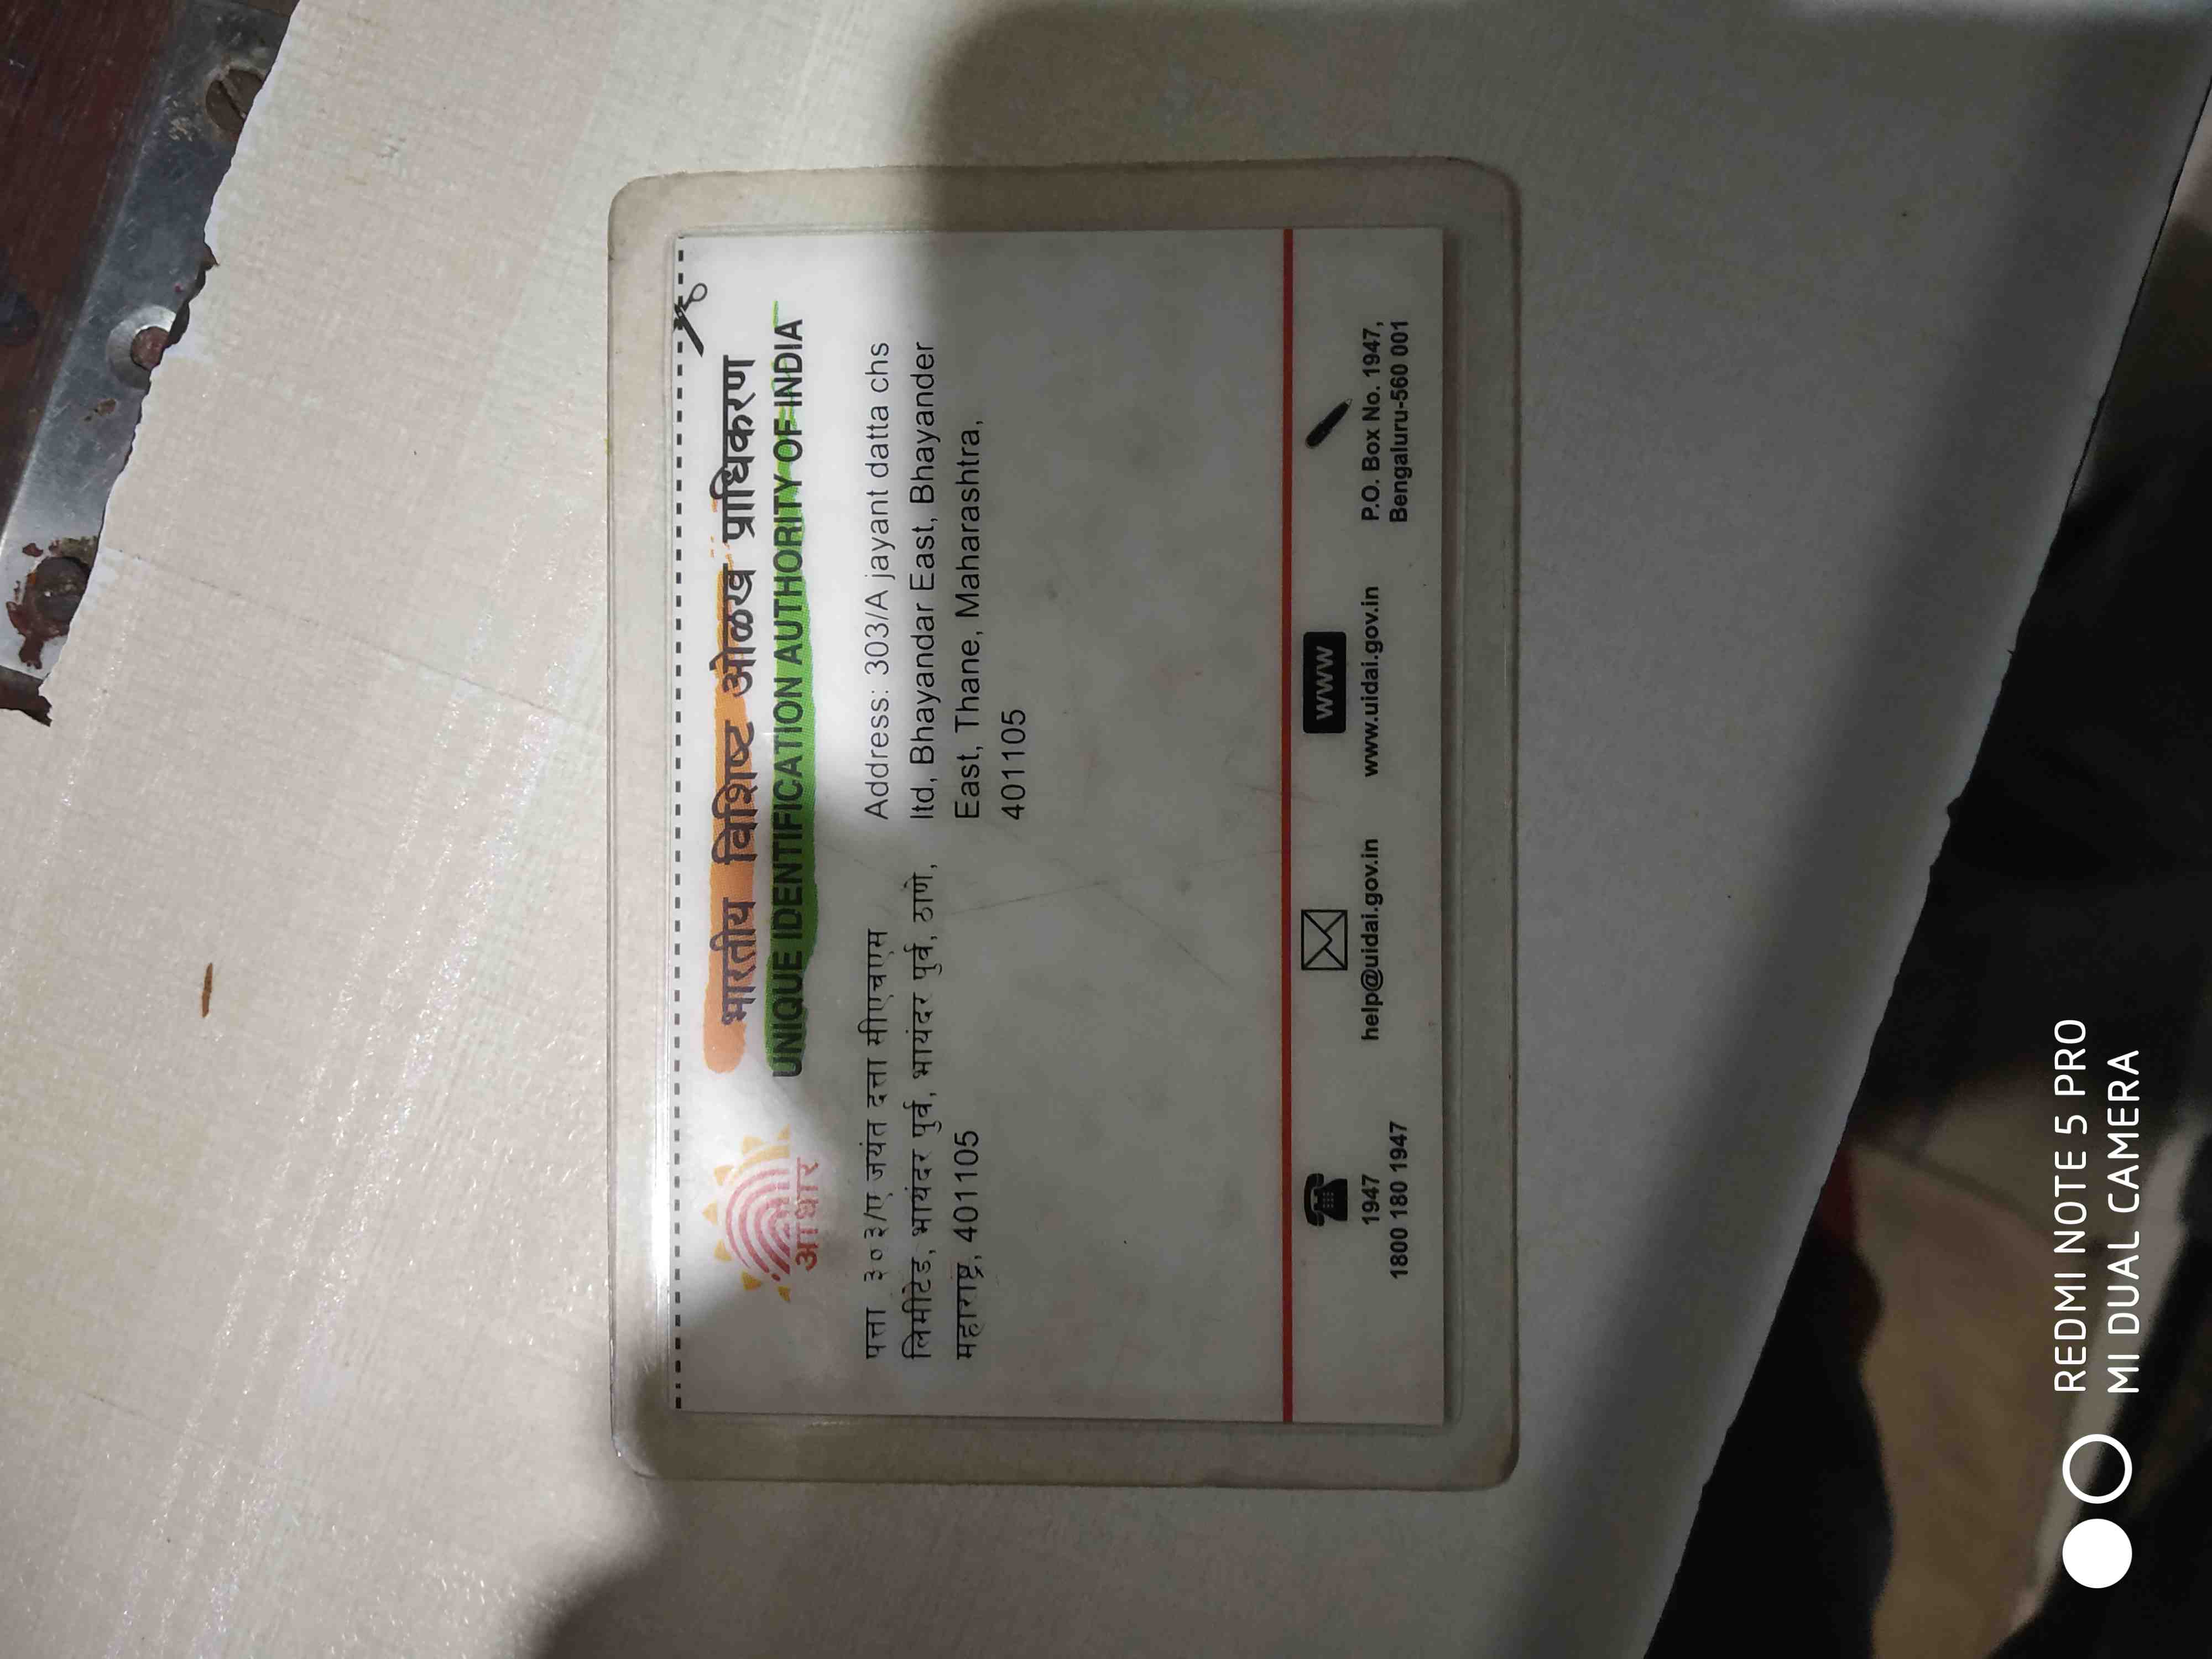 भारतीय विशिष्ट ओळख प्राधिकरण
UNIQUE IDENTIFICATION AUTHORITY OF INDIA
आधार
पत्ता ३०३/ए जयंत दत्ता सीएचएस
लिमीटेड, भायंदर पुर्व, भायंदर पुर्व, ठाणे,
महाराष्ट्र, 401105
Address: 303/A jayant datta chs
ltd, Bhayandar East, Bhayander
East, Thane, Maharashtra,
401105
1947
1800 180 1947
help@uidai.gov.in
WWW
www.uidai.gov.in
P.O. Box No. 1947,
Bengaluru-560 001
REDMI NOTE 5 PRO
MI DUAL CAMERA